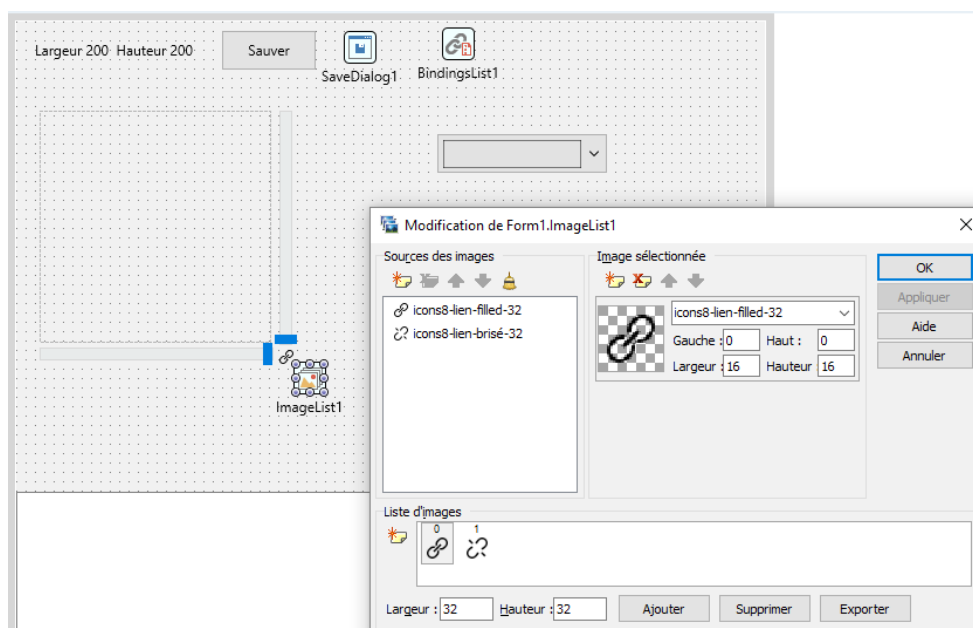 Largeur 200 Hauteur 200
Sauver
SaveDialog1
BindingsList1
ImageList1
Modification de Form1.ImageList1
Sources des images
icons8-lien-filled-32
icons8-lien-brisé-32
Image sélectionnée
icons8-lien-filled-32
Gauche : 0 Haut : 0
Largeur : 16 Hauteur : 16
OK
Appliquer
Aide
Annuler
Liste d'images
0 1
Largeur : 32 Hauteur : 32 Ajouter Supprimer Exporter